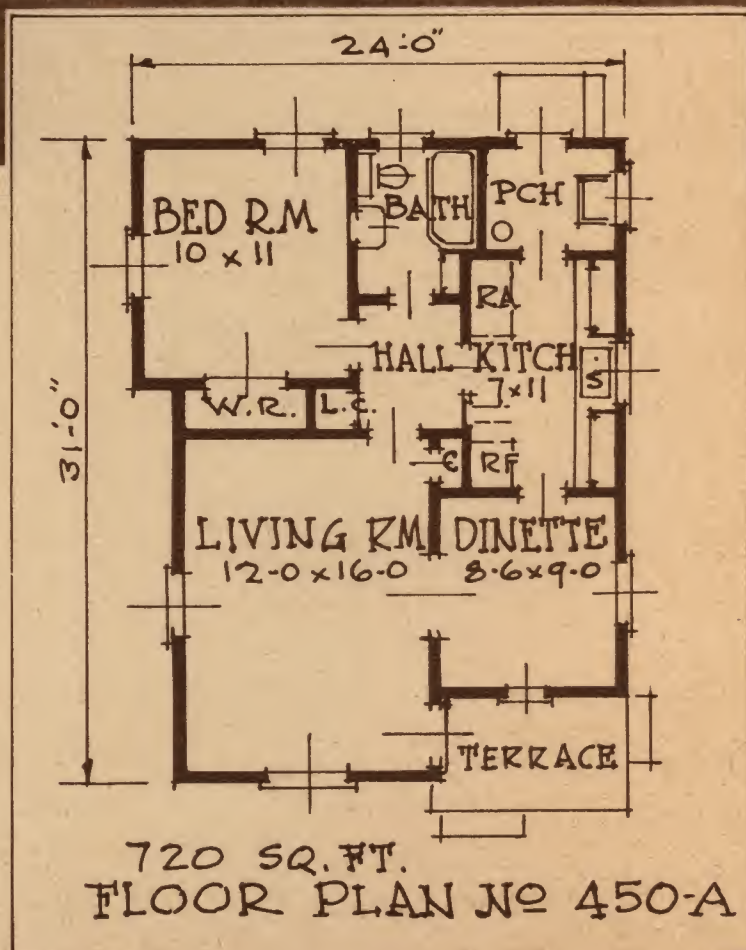 24'-0"
31'-0"
BED RM
10 x 11
BATH
PCH
RA
HALL
KITCH
7x11
S
W.R.
L.C.
C
RF
LIVING RM
12-0 x 16-0
DINETTE
8-6x9-0
TERRACE
720 SQ. FT.
FLOOR PLAN Nº 450-A